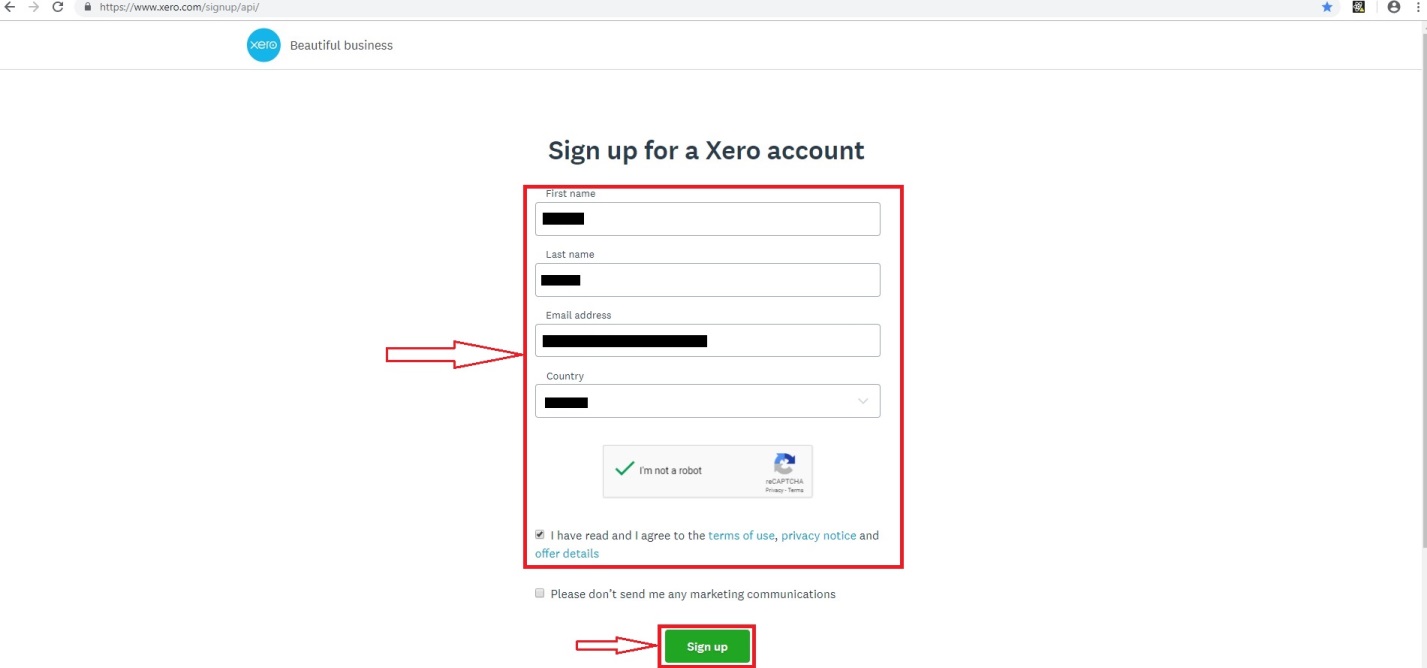 https://www.xero.com/signup/api/
xero Beautiful business
Sign up for a Xero account
First name
Last name
Email address
Country
I'm not a robot
reCAPTCHA
Privacy - Terms
I have read and I agree to the terms of use, privacy notice and
offer details
Please don't send me any marketing communications
Sign up